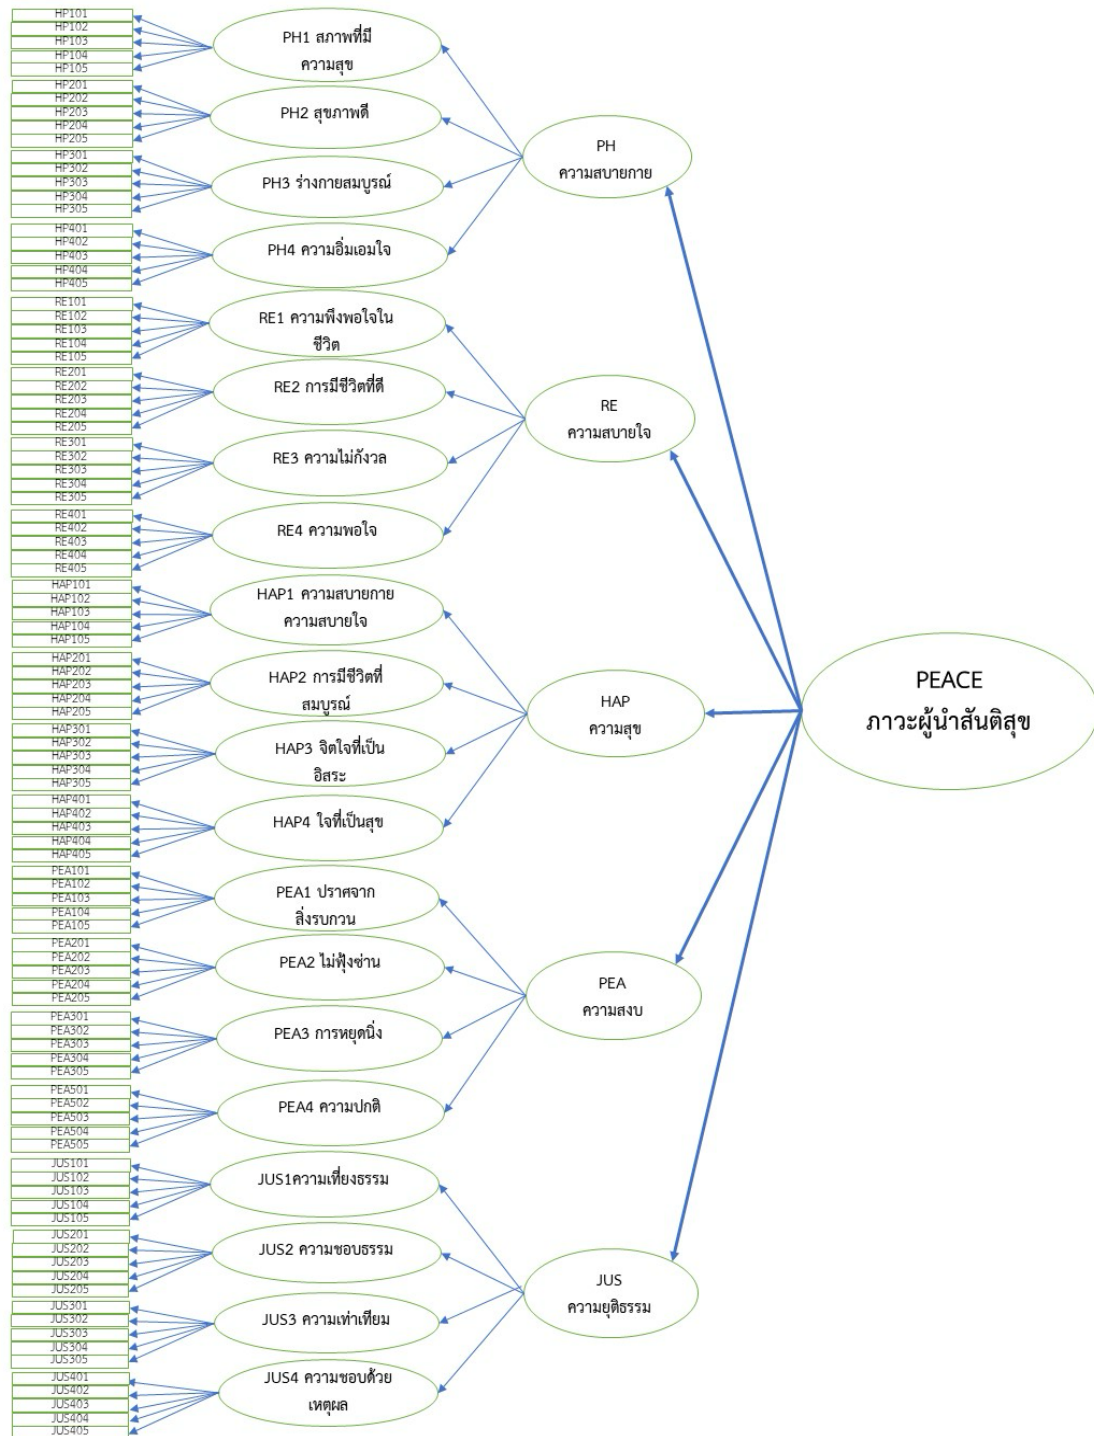 HP101
HP102
HP103
HP104
HP105
PH1 สภาพที่มี
ความสุข
HP201
HP202
HP203
HP204
HP205
PH2 สุขภาพดี
HP301
HP302
HP303
HP304
HP305
PH3 ร่างกายสมบูรณ์
HP401
HP402
HP403
HP404
HP405
PH4 ความอิ่มเอมใจ
PH
ความสบายกาย
RE101
RE102
RE103
RE104
RE105
RE1 ความพึงพอใจใน
ชีวิต
RE201
RE202
RE203
RE204
RE205
RE2 การมีชีวิตที่ดี
RE301
RE302
RE303
RE304
RE305
RE3 ความไม่กังวล
RE401
RE402
RE403
RE404
RE405
RE4 ความพอใจ
RE
ความสบายใจ
HAP101
HAP102
HAP103
HAP104
HAP105
HAP1 ความสบายกาย
ความสบายใจ
HAP201
HAP202
HAP203
HAP204
HAP205
HAP2 การมีชีวิตที่
สมบูรณ์
HAP301
HAP302
HAP303
HAP304
HAP305
HAP3 จิตใจที่เป็น
อิสระ
HAP401
HAP402
HAP403
HAP404
HAP405
HAP4 ใจที่เป็นสุข
HAP
ความสุข
PEA101
PEA102
PEA103
PEA104
PEA105
PEA1 ปราศจาก
สิ่งรบกวน
PEA201
PEA202
PEA203
PEA204
PEA205
PEA2 ไม่ฟุ้งซ่าน
PEA301
PEA302
PEA303
PEA304
PEA305
PEA3 การหยุดนิ่ง
PEA501
PEA502
PEA503
PEA504
PEA505
PEA4 ความปกติ
PEA
ความสงบ
JUS101
JUS102
JUS103
JUS104
JUS105
JUS1ความเที่ยงธรรม
JUS201
JUS202
JUS203
JUS204
JUS205
JUS2 ความชอบธรรม
JUS301
JUS302
JUS303
JUS304
JUS305
JUS3 ความเท่าเทียม
JUS401
JUS402
JUS403
JUS404
JUS405
JUS4 ความชอบด้วย
เหตุผล
JUS
ความยุติธรรม
PEACE
ภาวะผู้นำสันติสุข